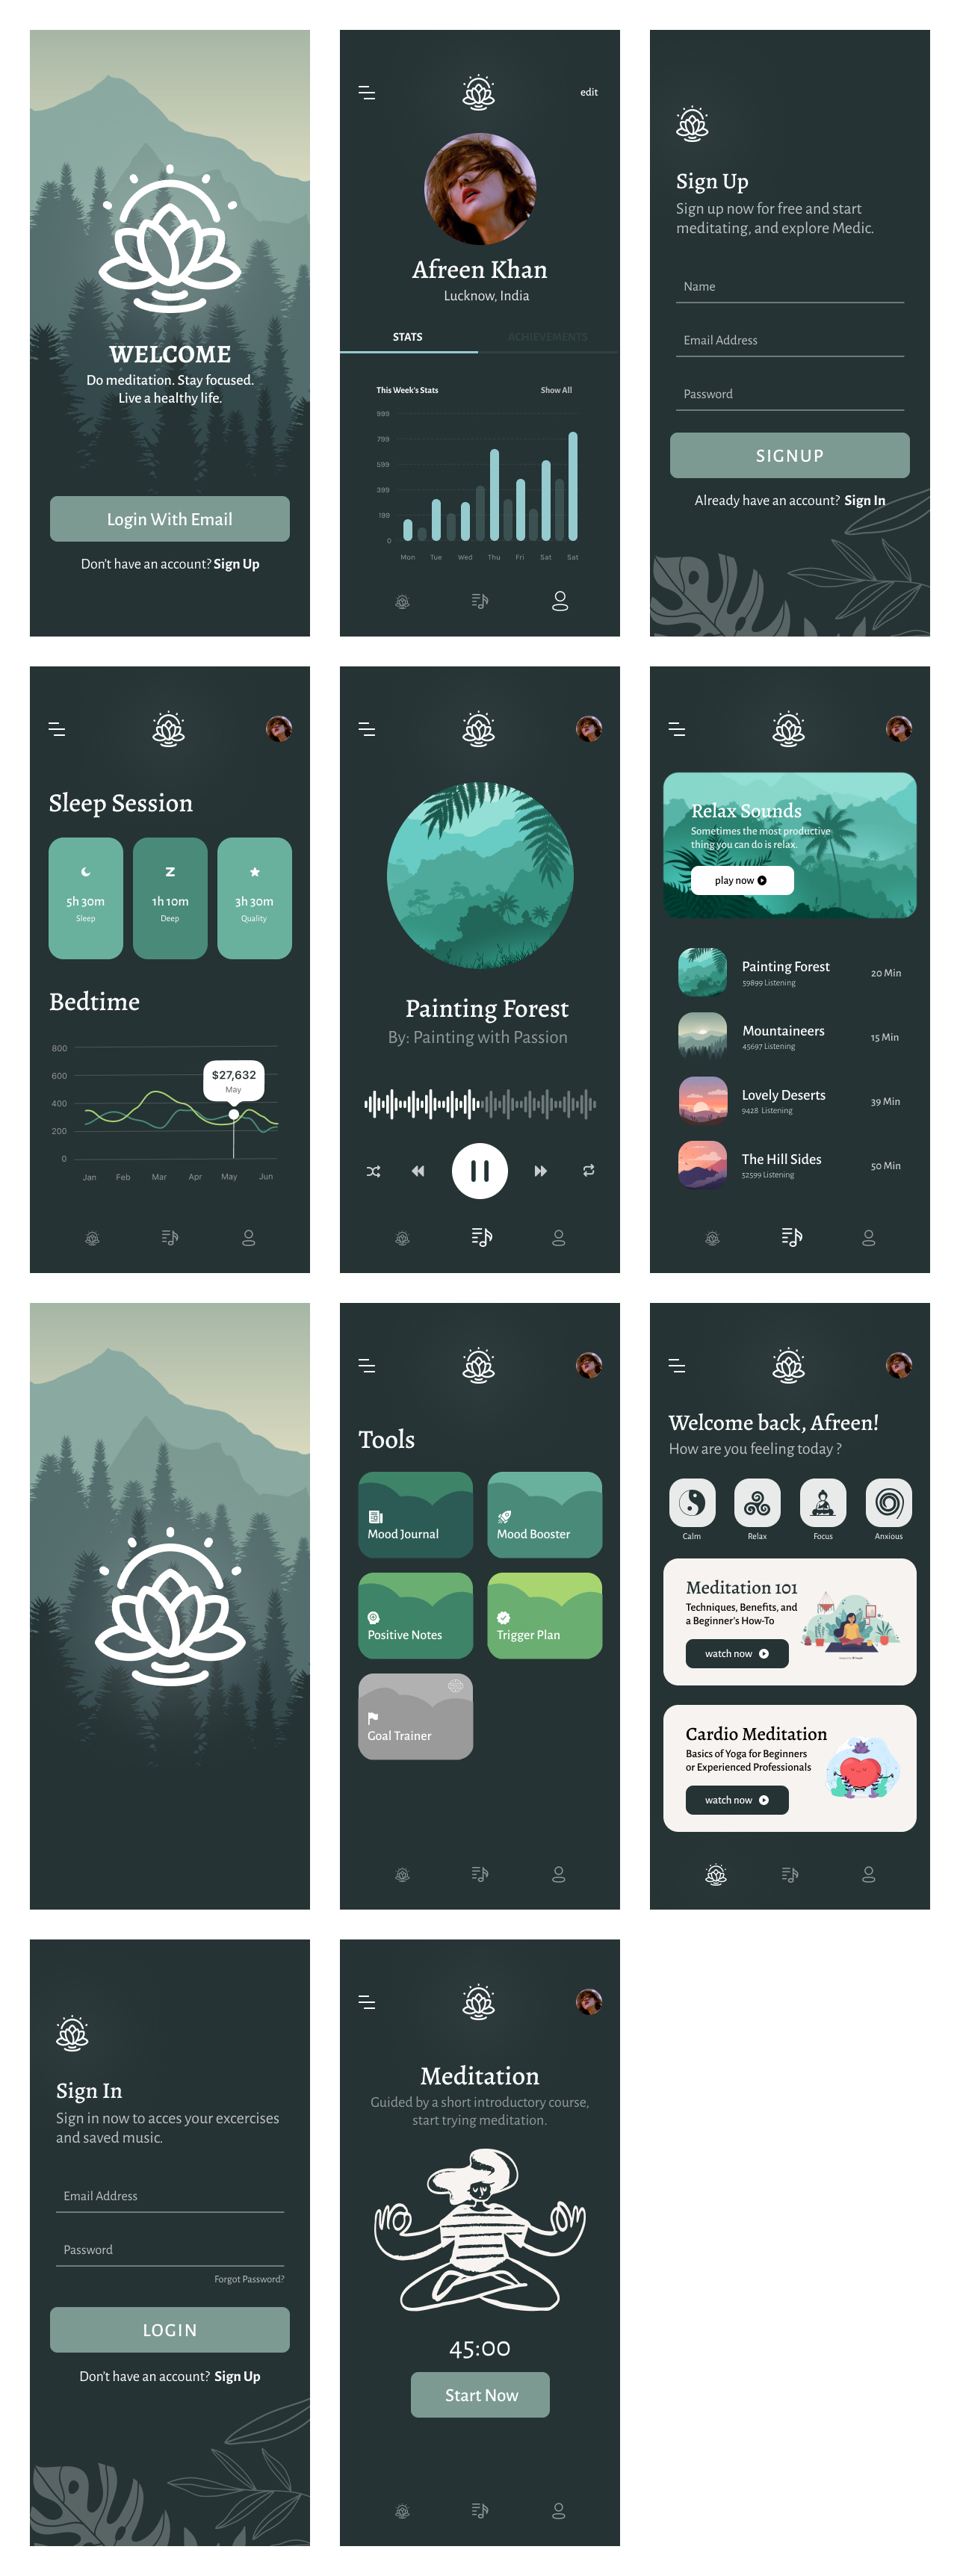 WELCOME
Do meditation. Stay focused.
Live a healthy life.
Login With Email
Don't have an account? Sign Up
edit
Afreen Khan
Lucknow, India
STATS
ACHIEVEMENTS
This Week's Stats
Show All
999
799
599
399
199
0
Mon Tue Wed Thu Fri Sat Sat
Sign Up
Sign up now for free and start
meditating, and explore Medic.
Name
Email Address
Password
SIGNUP
Already have an account? Sign In
Sleep Session
5h 30m
Sleep
1h 10m
Deep
3h 30m
Quality
Bedtime
800
600
400
200
0
$27,632
May
Jan Feb Mar Apr May Jun
Painting Forest
By: Painting with Passion
Relax Sounds
Sometimes the most productive
thing you can do is relax.
play now
Painting Forest
59899 Listening
20 Min
Mountaineers
45697 Listening
15 Min
Lovely Deserts
9428 Listening
39 Min
The Hill Sides
52599 Listening
50 Min
Tools
Mood Journal
Mood Booster
Positive Notes
Trigger Plan
Goal Trainer
Welcome back, Afreen!
How are you feeling today ?
Calm
Relax
Focus
Anxious
Meditation 101
Techniques, Benefits, and
a Beginner's How-To
watch now
Cardio Meditation
Basics of Yoga for Beginners
or Experienced Professionals
watch now
Sign In
Sign in now to acces your excercises
and saved music.
Email Address
Password
Forgot Password?
LOGIN
Don't have an account? Sign Up
Meditation
Guided by a short introductory course,
start trying meditation.
45:00
Start Now